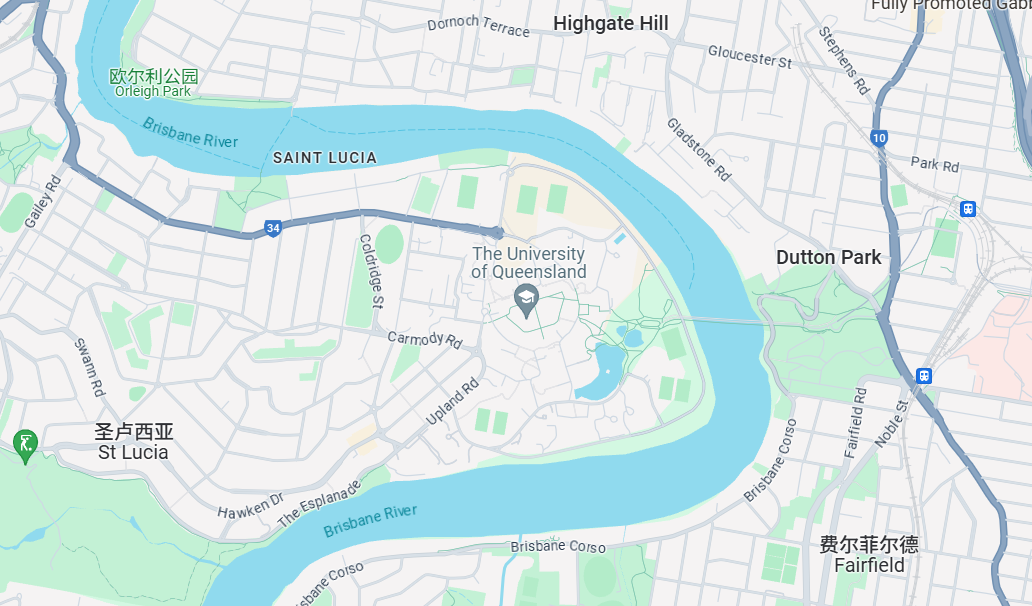 Fully Promoted Gabb
Highgate Hill
Dornoch Terrace
Gloucester St
Stephens Rd
欧尔利公园
Orleigh Park
Brisbane River
SAINT LUCIA
10
Gladstone Rd
Park Rd
Gailey Rd
34
Coldridge St
The University
of Queensland
Dutton Park
Carmody Rd
Swann Rd
Upland Rd
圣卢西亚
St Lucia
Fairfield Rd
Noble St
Brisbane Corso
Hawken Dr
The Esplanade
Brisbane River
Brisbane Corso
费尔菲尔德
Fairfield
isbane Corso